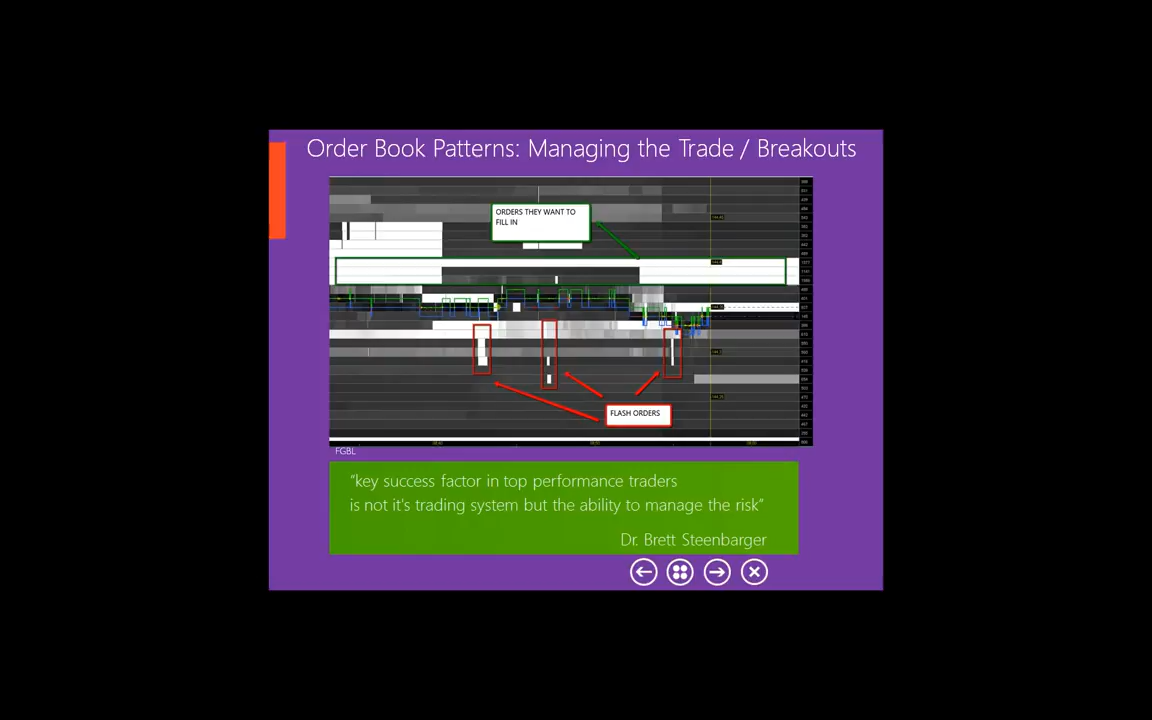 Order Book Patterns: Managing the Trade / Breakouts
ORDERS THEY WANT TO
FILL IN
FLASH ORDERS
FGBL
“key success factor in top performance traders
is not it's trading system but the ability to manage the risk”
Dr. Brett Steenbarger